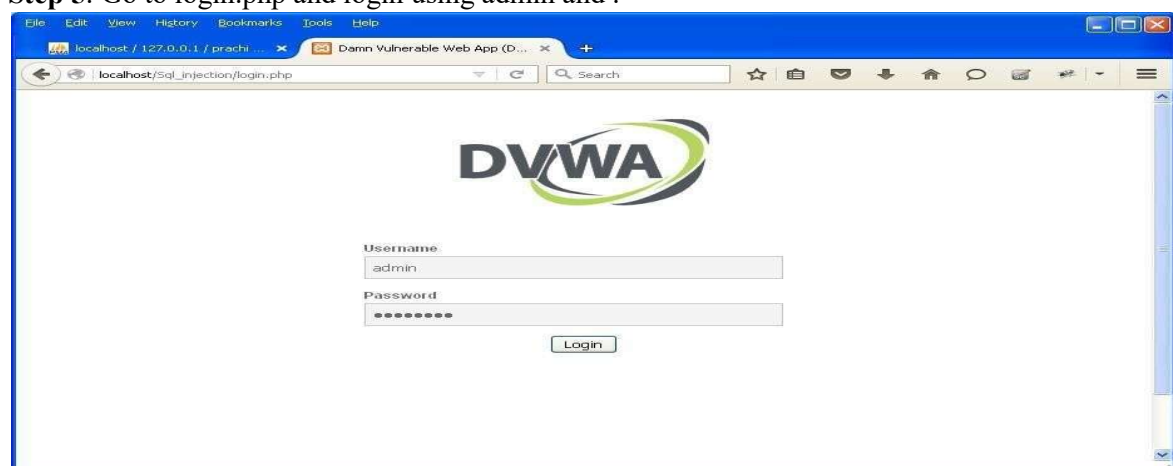 Step 5: Go to login.php and login using admin and .
File Edit View History Bookmarks Tools Help
localhost / 127.0.0.1 / prachi ... × Damn Vulnerable Web App (D... × +
localhost/Sql_injection/login.php Search
DVWA
Username
admin
Password
••••••••
Login